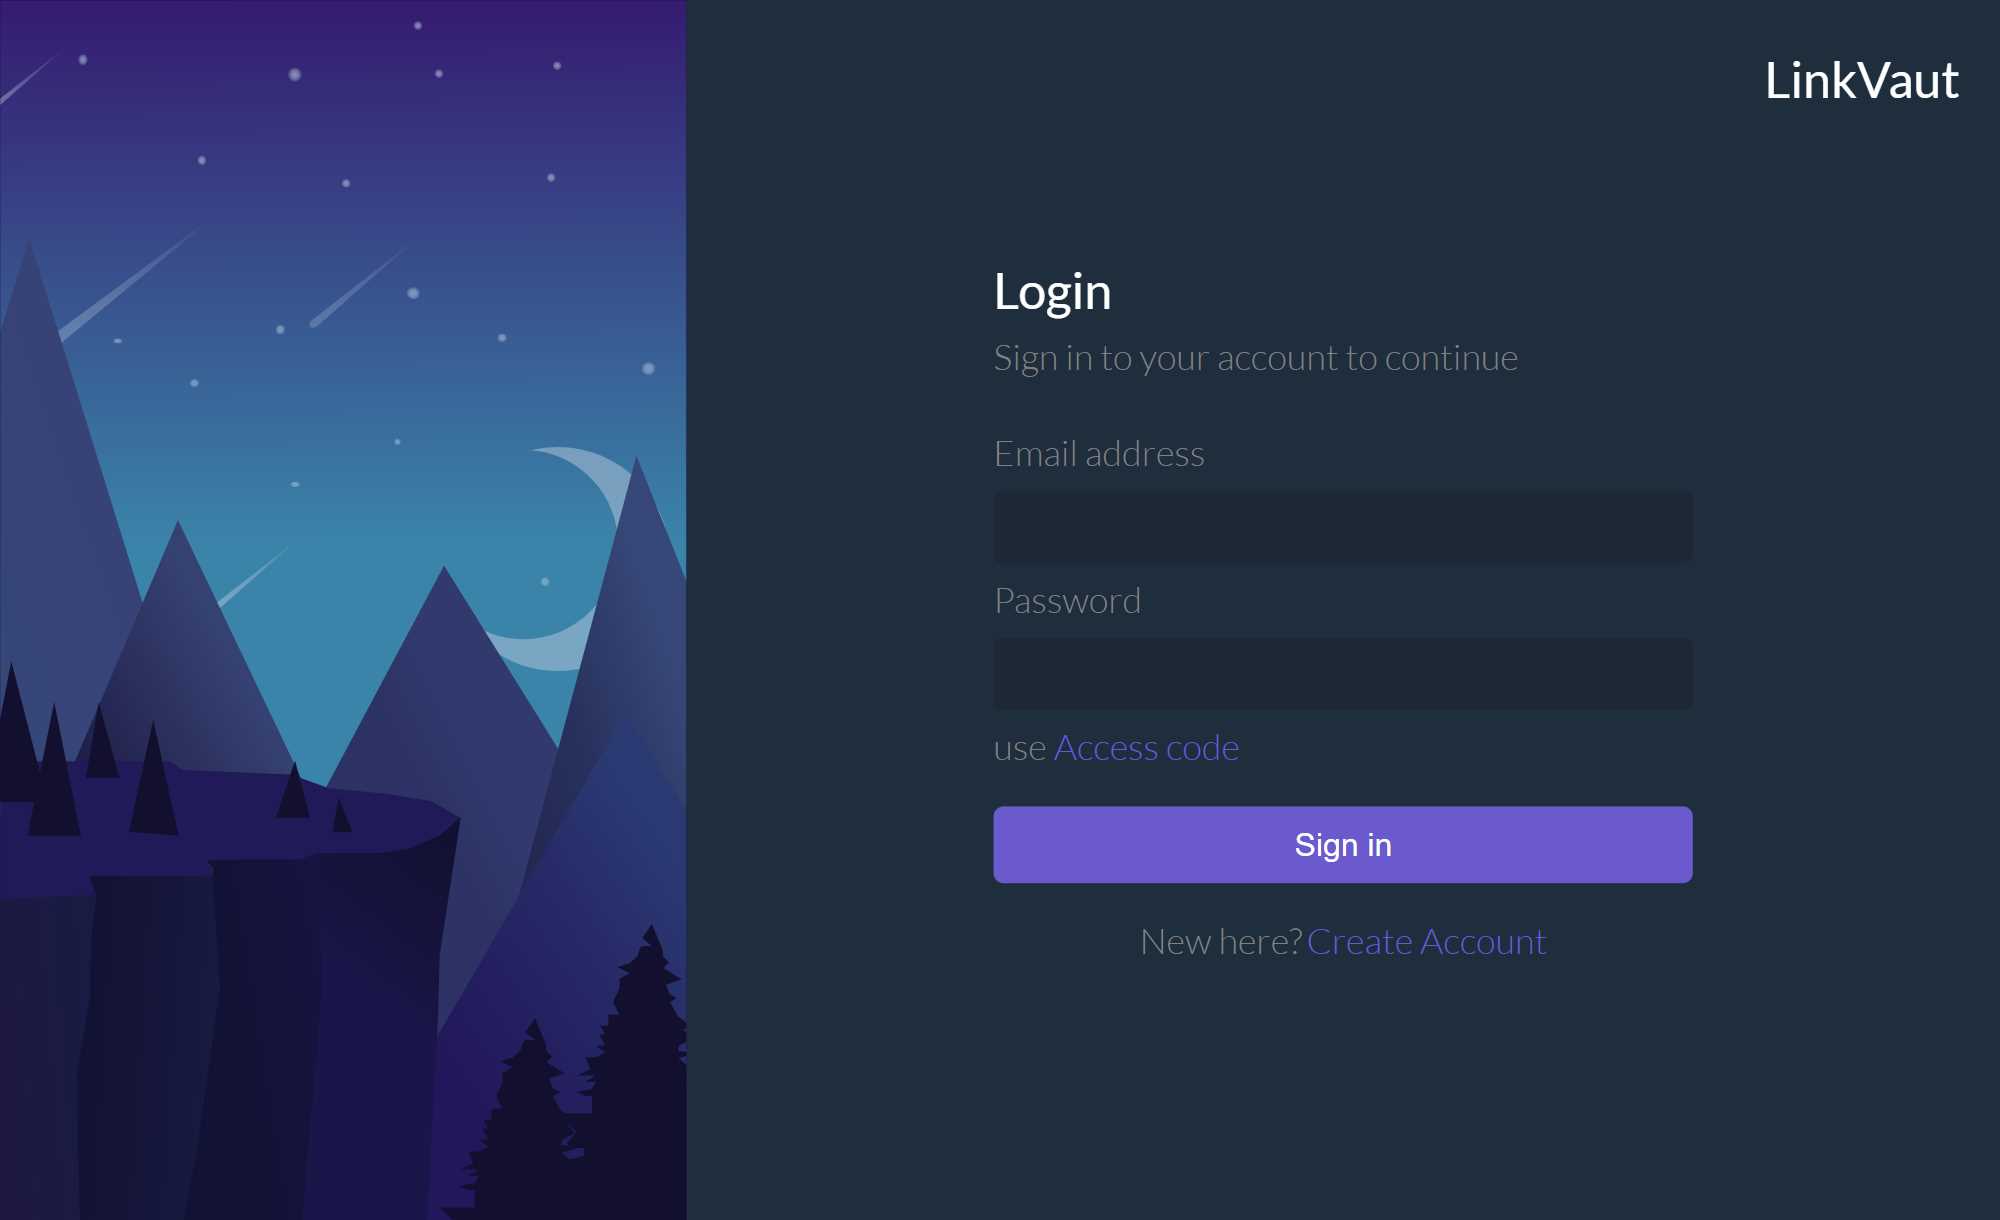 LinkVaut
Login
Sign in to your account to continue
Email address
Password
use Access code
Sign in
New here? Create Account